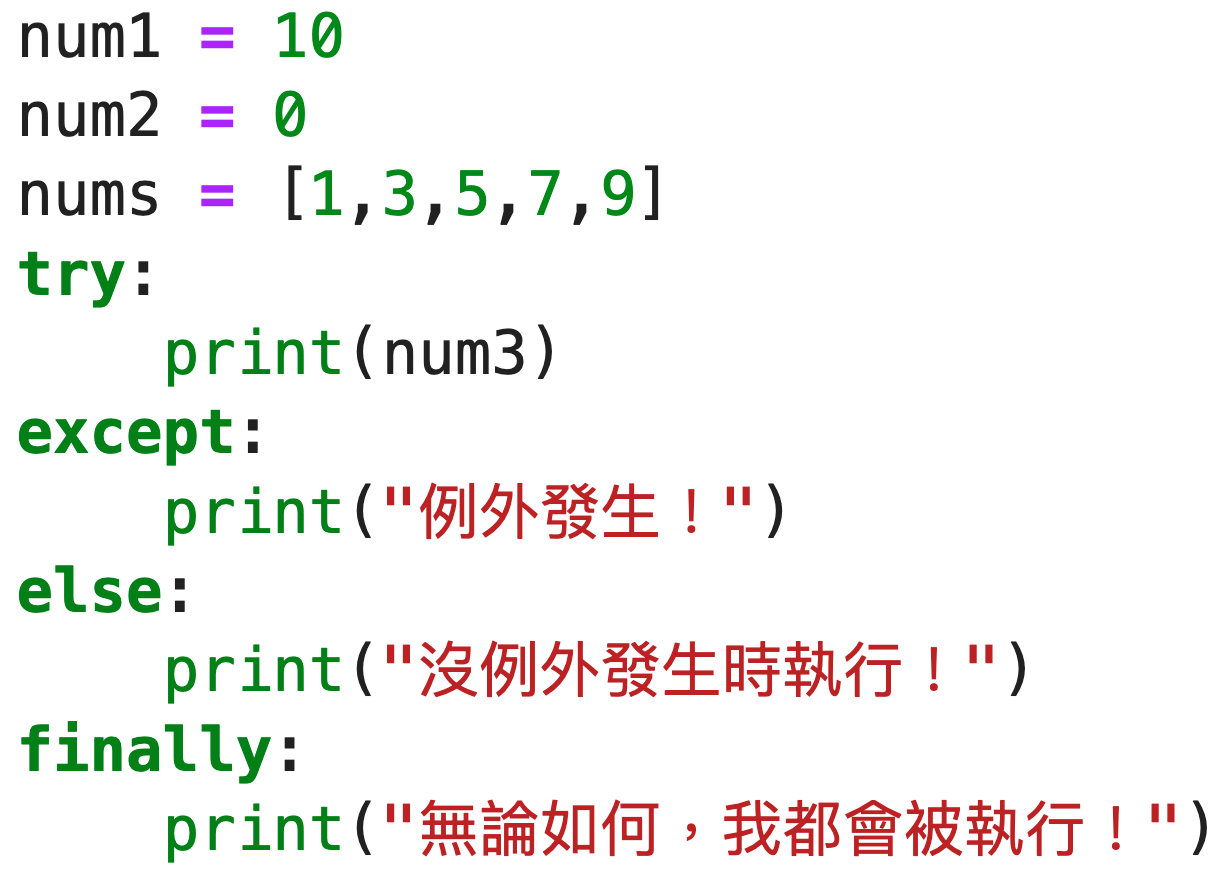 num1 = 10
num2 = 0
nums = [1,3,5,7,9]
try:
    print(num3)
except:
    print("例外發生！")
else:
    print("沒例外發生時執行！")
finally:
    print("無論如何，我都會被執行！")